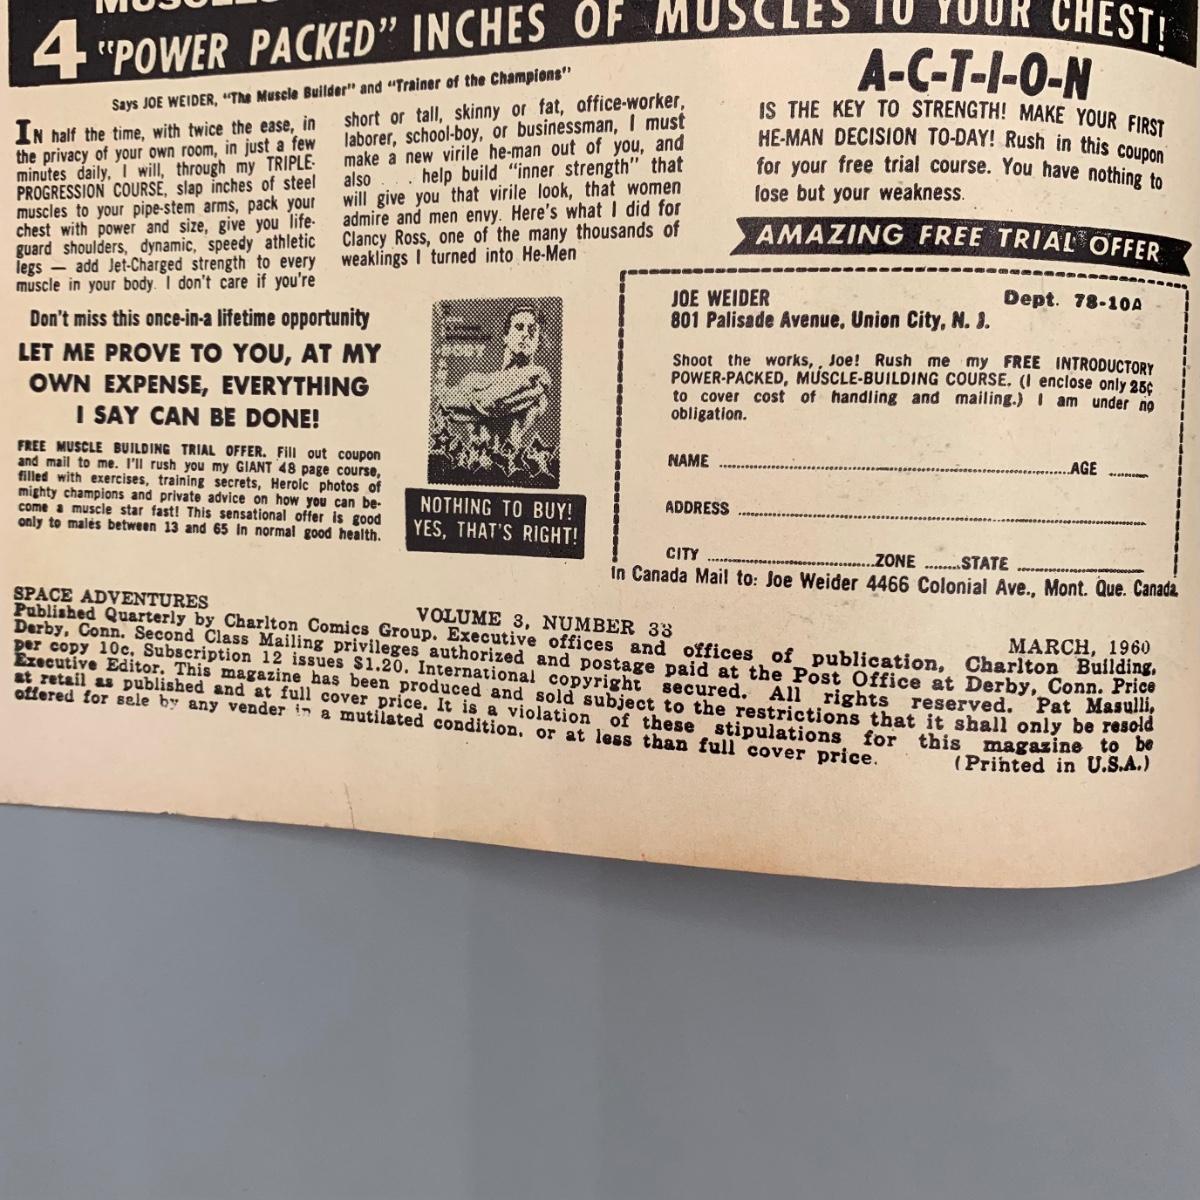 4 "POWER PACKED" INCHES OF MUSCLES TO YOUR CHEST!
Says JOE WEIDER, "The Muscle Builder" and "Trainer of the Champions"
IN half the time, with twice the ease, in
the privacy of your own room, in just a few
minutes daily, I will, through my TRIPLE-
PROGRESSION COURSE, slap inches of steel
muscles to your pipe-stem arms, pack your
chest with power and size, give you life-
guard shoulders, dynamic, speedy athletic
legs — add Jet-Charged strength to every
muscle in your body. I don't care if you're
short or tall, skinny or fat, office-worker,
laborer, school-boy, or businessman, I must
make a new virile he-man out of you, and
also . . . help build "inner strength" that
will give you that virile look, that women
admire and men envy. Here's what I did for
Clancy Ross, one of the many thousands of
weaklings I turned into He-Men
Don't miss this once-in-a lifetime opportunity
LET ME PROVE TO YOU, AT MY
OWN EXPENSE, EVERYTHING
I SAY CAN BE DONE!
FREE MUSCLE BUILDING TRIAL OFFER. Fill out coupon
and mail to me. I'll rush you my GIANT 48 page course,
filled with exercises, training secrets, Heroic photos of
mighty champions and private advice on how you can be-
come a muscle star fast! This sensational offer is good
only to males between 13 and 65 in normal good health.
NOTHING TO BUY!
YES, THAT'S RIGHT!
A-C-T-I-O-N
IS THE KEY TO STRENGTH! MAKE YOUR FIRST
HE-MAN DECISION TO-DAY! Rush in this coupon
for your free trial course. You have nothing to
lose but your weakness.
AMAZING FREE TRIAL OFFER
JOE WEIDER Dept. 78-10A
801 Palisade Avenue, Union City, N. J.
Shoot the works, Joe! Rush me my FREE INTRODUCTORY
POWER-PACKED, MUSCLE-BUILDING COURSE. (I enclose only 25¢
to cover cost of handling and mailing.) I am under no
obligation.
NAME AGE
ADDRESS
CITY ZONE STATE
In Canada Mail to: Joe Weider 4466 Colonial Ave., Mont. Que. Canada
SPACE ADVENTURES VOLUME 3, NUMBER 33 MARCH, 1960
Published Quarterly by Charlton Comics Group. Executive offices and offices of publication, Charlton Building,
Derby, Conn. Second Class Mailing privileges authorized and postage paid at the Post Office at Derby, Conn. Price
per copy 10c. Subscription 12 issues $1.20. International copyright secured. All rights reserved. Pat Masulli,
Executive Editor. This magazine has been produced and sold subject to the restrictions that it shall only be resold
at retail as published and at full cover price. It is a violation of these stipulations for this magazine to be
offered for sale by any vender in a mutilated condition, or at less than full cover price. (Printed in U.S.A.)